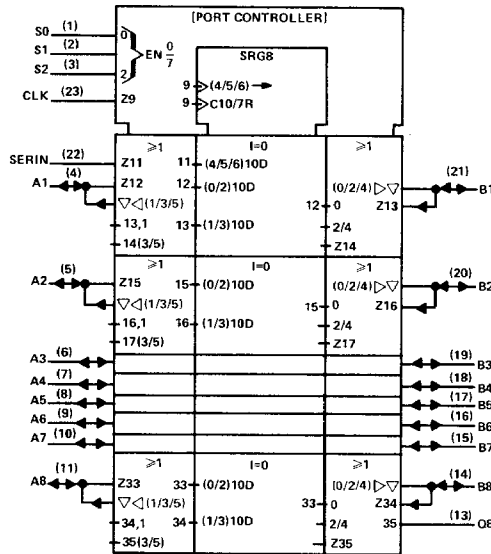 [PORT CONTROLLER]
S0 (1) 0
S1 (2) EN 0/7
S2 (3) 2
CLK (23) Z9
SRG8
9 (4/5/6)
9 C10/7R
≥1 I=0 ≥1
SERIN (22) Z11 11 (4/5/6)10D (21)
A1 (4) Z12 12 (0/2)10D (0/2/4) B1
(1/3/5) 12 0 Z13
13,1 13 (1/3)10D 2/4
14(3/5) Z14
≥1 I=0 ≥1
A2 (5) Z15 15 (0/2)10D (0/2/4) (20) B2
(1/3/5) 15 0 Z16
16,1 16 (1/3)10D 2/4
17(3/5) Z17
A3 (6) (19) B3
A4 (7) (18) B4
A5 (8) (17) B5
A6 (9) (16) B6
A7 (10) (15) B7
≥1 I=0 ≥1
A8 (11) Z33 33 (0/2)10D (0/2/4) (14) B8
(1/3/5) 33 0 Z34
34,1 34 (1/3)10D 2/4 35 (13) Q8
35(3/5) Z35